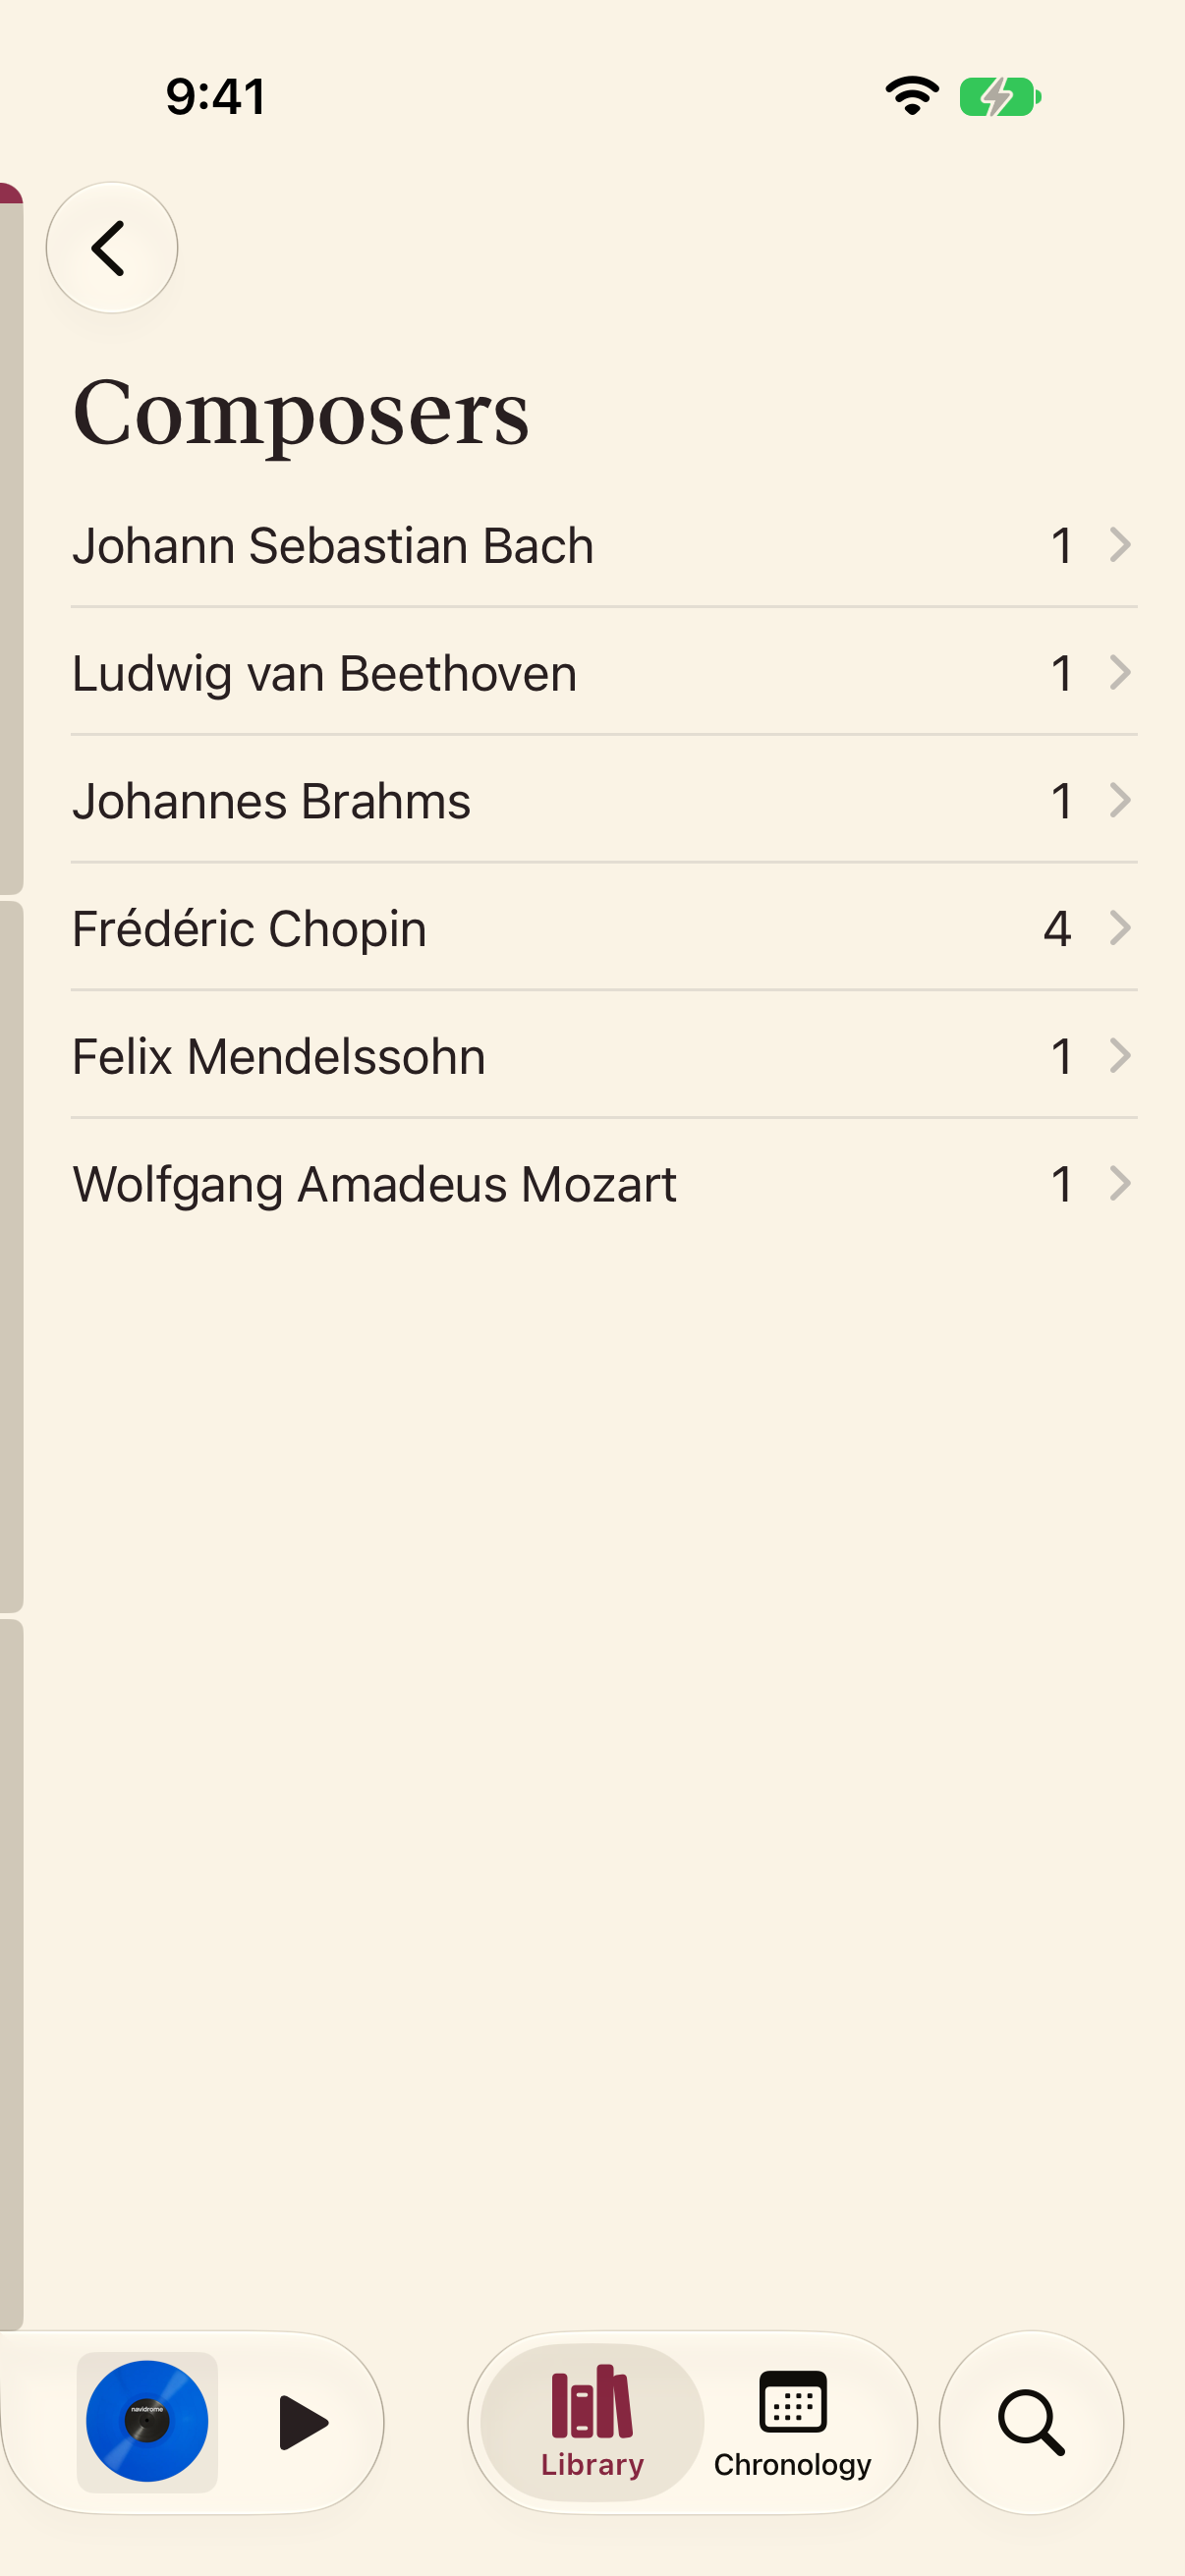 9:41
Composers
Johann Sebastian Bach 1
Ludwig van Beethoven 1
Johannes Brahms 1
Frédéric Chopin 4
Felix Mendelssohn 1
Wolfgang Amadeus Mozart 1
navidrome
Library
Chronology